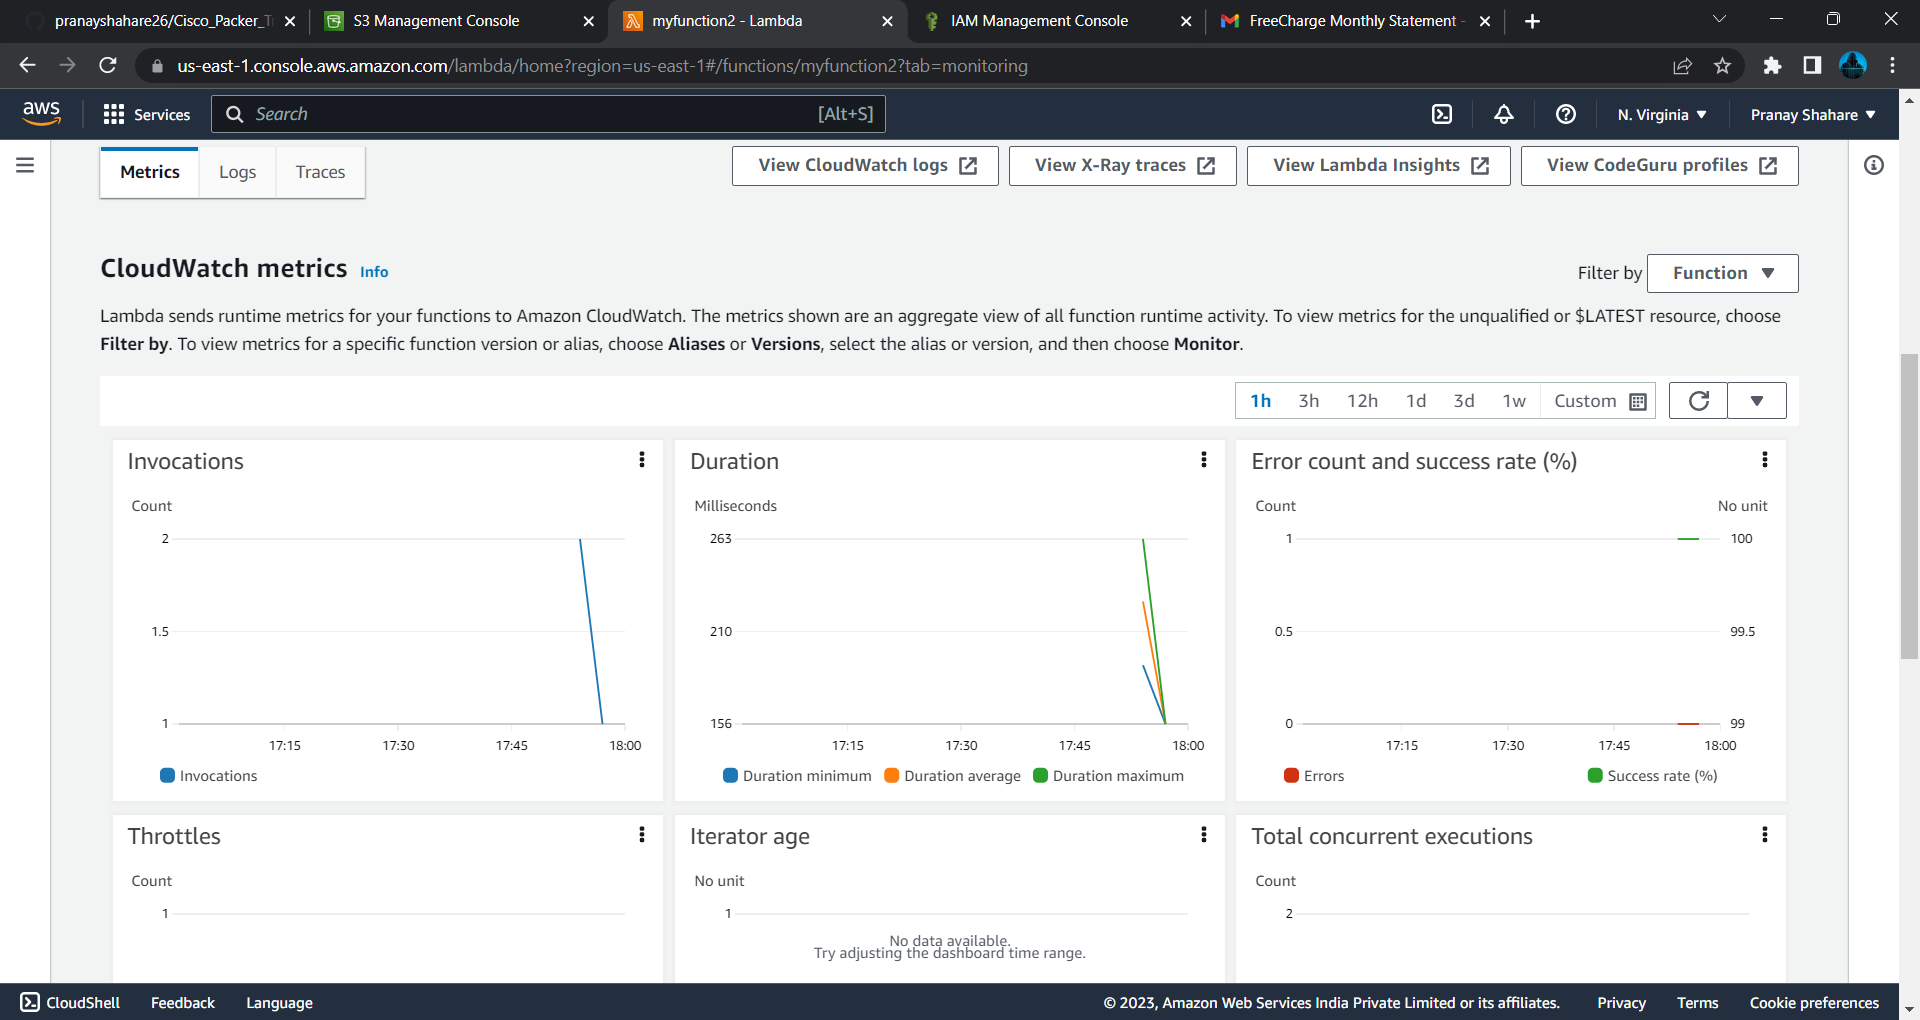 pranayshahare26/Cisco_Packer_T
S3 Management Console
myfunction2 - Lambda
IAM Management Console
FreeCharge Monthly Statement -
us-east-1.console.aws.amazon.com/lambda/home?region=us-east-1#/functions/myfunction2?tab=monitoring
aws
Services
Search
[Alt+S]
N. Virginia
Pranay Shahare
Metrics
Logs
Traces
View CloudWatch logs
View X-Ray traces
View Lambda Insights
View CodeGuru profiles
CloudWatch metrics Info
Filter by
Function
Lambda sends runtime metrics for your functions to Amazon CloudWatch. The metrics shown are an aggregate view of all function runtime activity. To view metrics for the unqualified or $LATEST resource, choose
Filter by. To view metrics for a specific function version or alias, choose Aliases or Versions, select the alias or version, and then choose Monitor.
1h
3h
12h
1d
3d
1w
Custom
Invocations
Count
2
1.5
1
17:15
17:30
17:45
18:00
Invocations
Duration
Milliseconds
263
210
156
17:15
17:30
17:45
18:00
Duration minimum
Duration average
Duration maximum
Error count and success rate (%)
Count
No unit
1
100
0.5
99.5
0
99
17:15
17:30
17:45
18:00
Errors
Success rate (%)
Throttles
Count
1
Iterator age
No unit
1
No data available.
Try adjusting the dashboard time range.
Total concurrent executions
Count
2
CloudShell
Feedback
Language
© 2023, Amazon Web Services India Private Limited or its affiliates.
Privacy
Terms
Cookie preferences